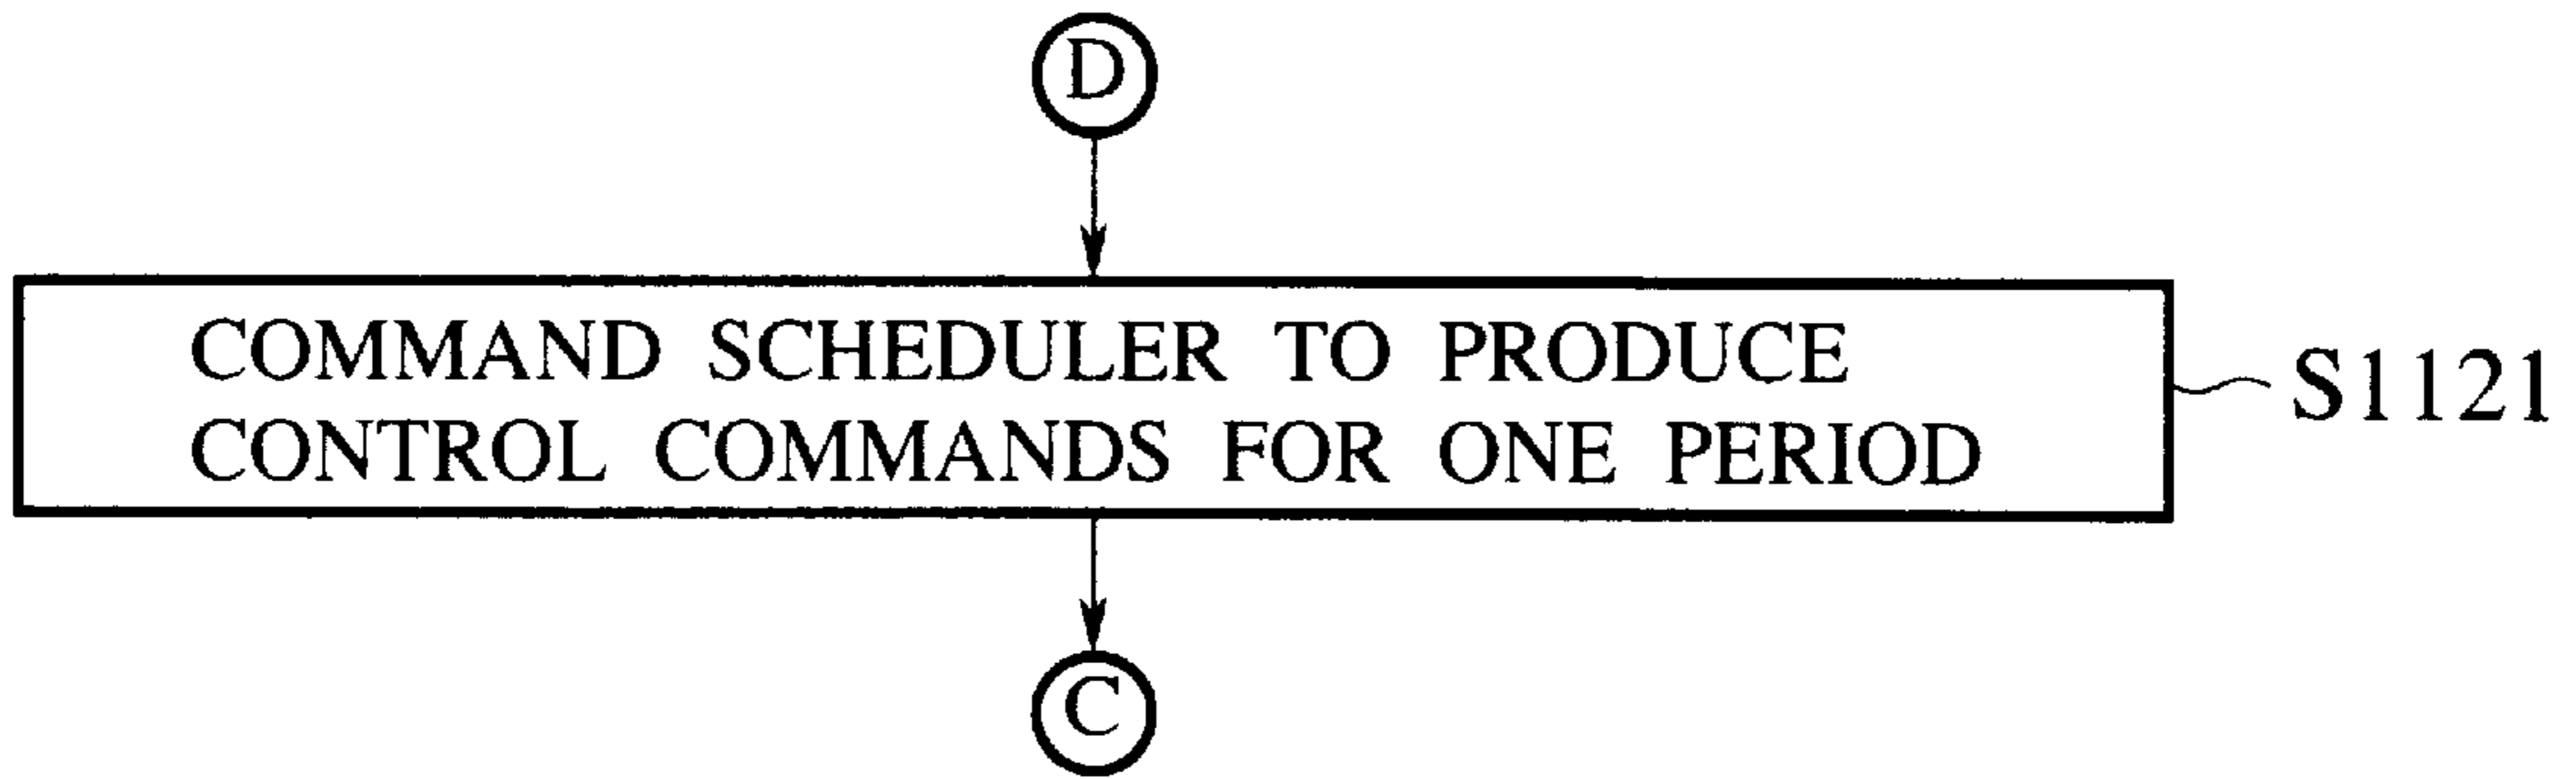 D
COMMAND SCHEDULER TO PRODUCE
CONTROL COMMANDS FOR ONE PERIOD
S1121
C